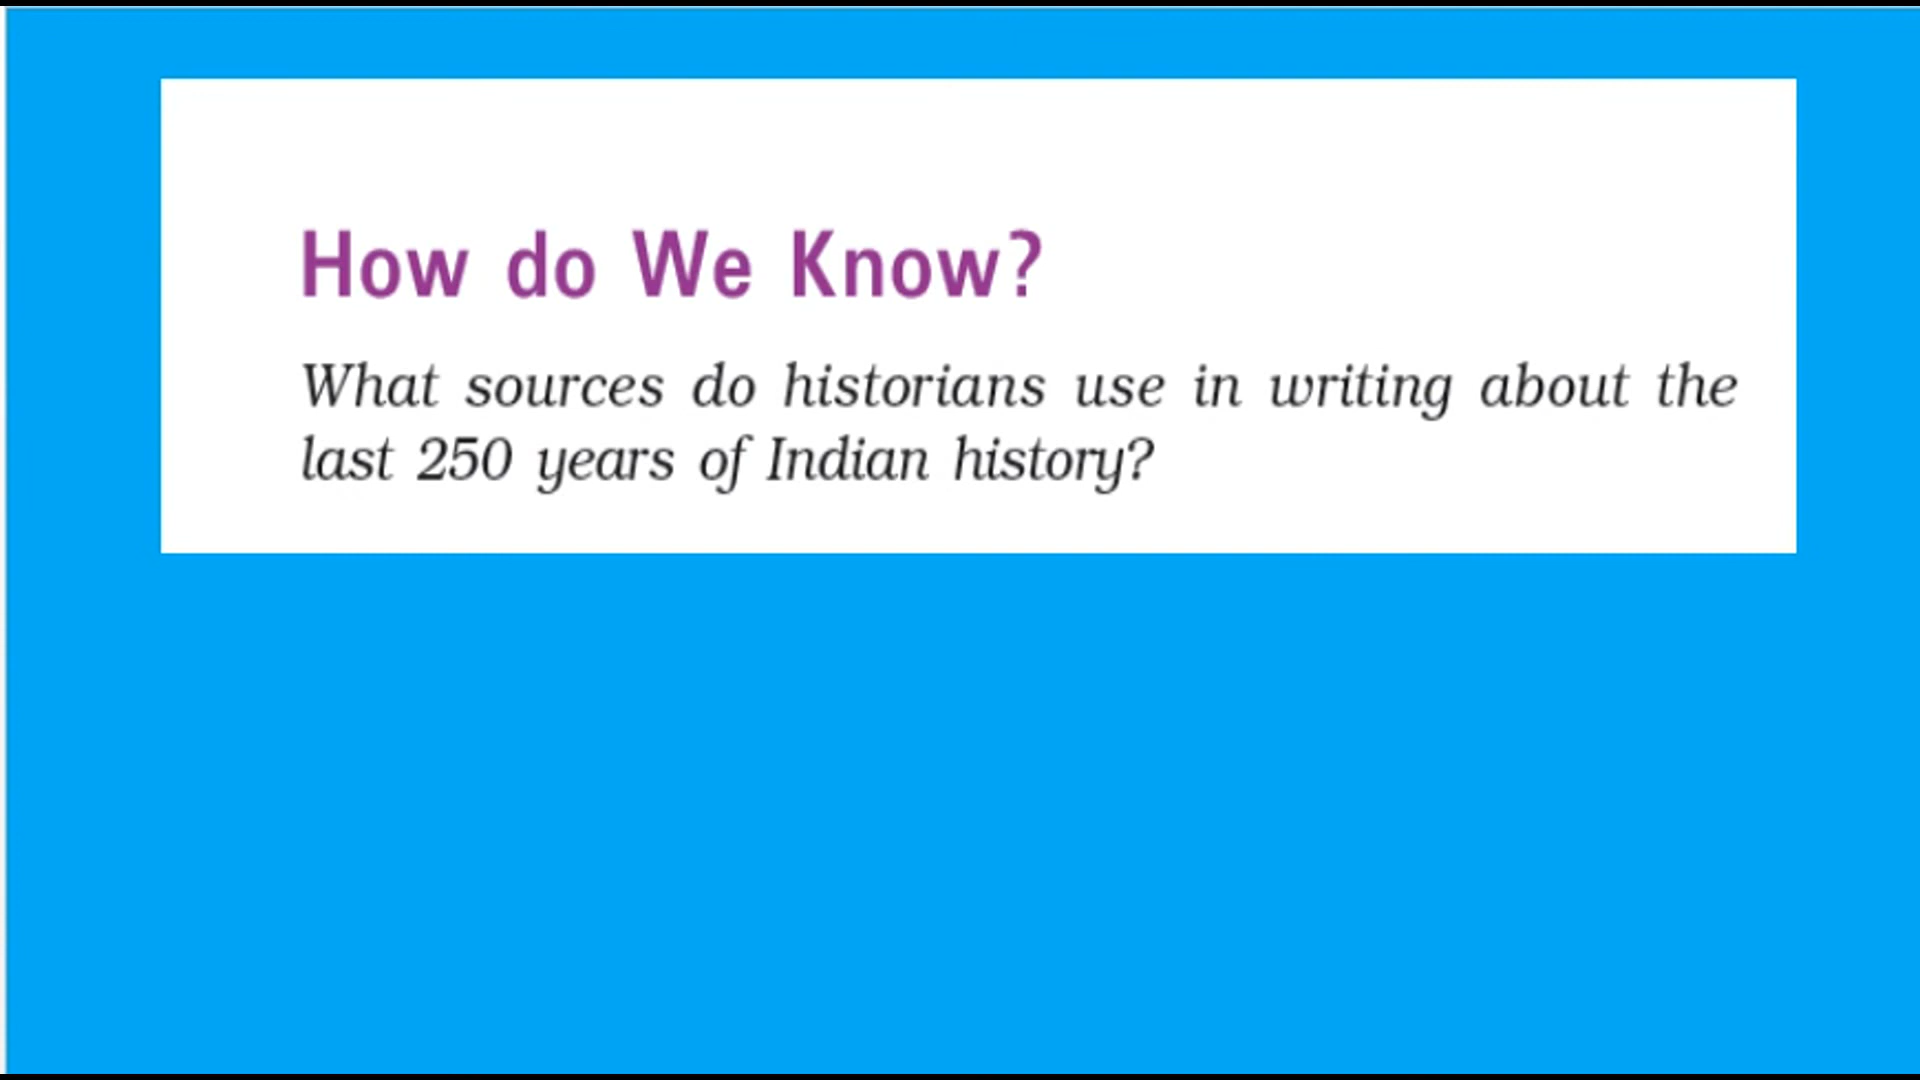 How do We Know?
What sources do historians use in writing about the
last 250 years of Indian history?